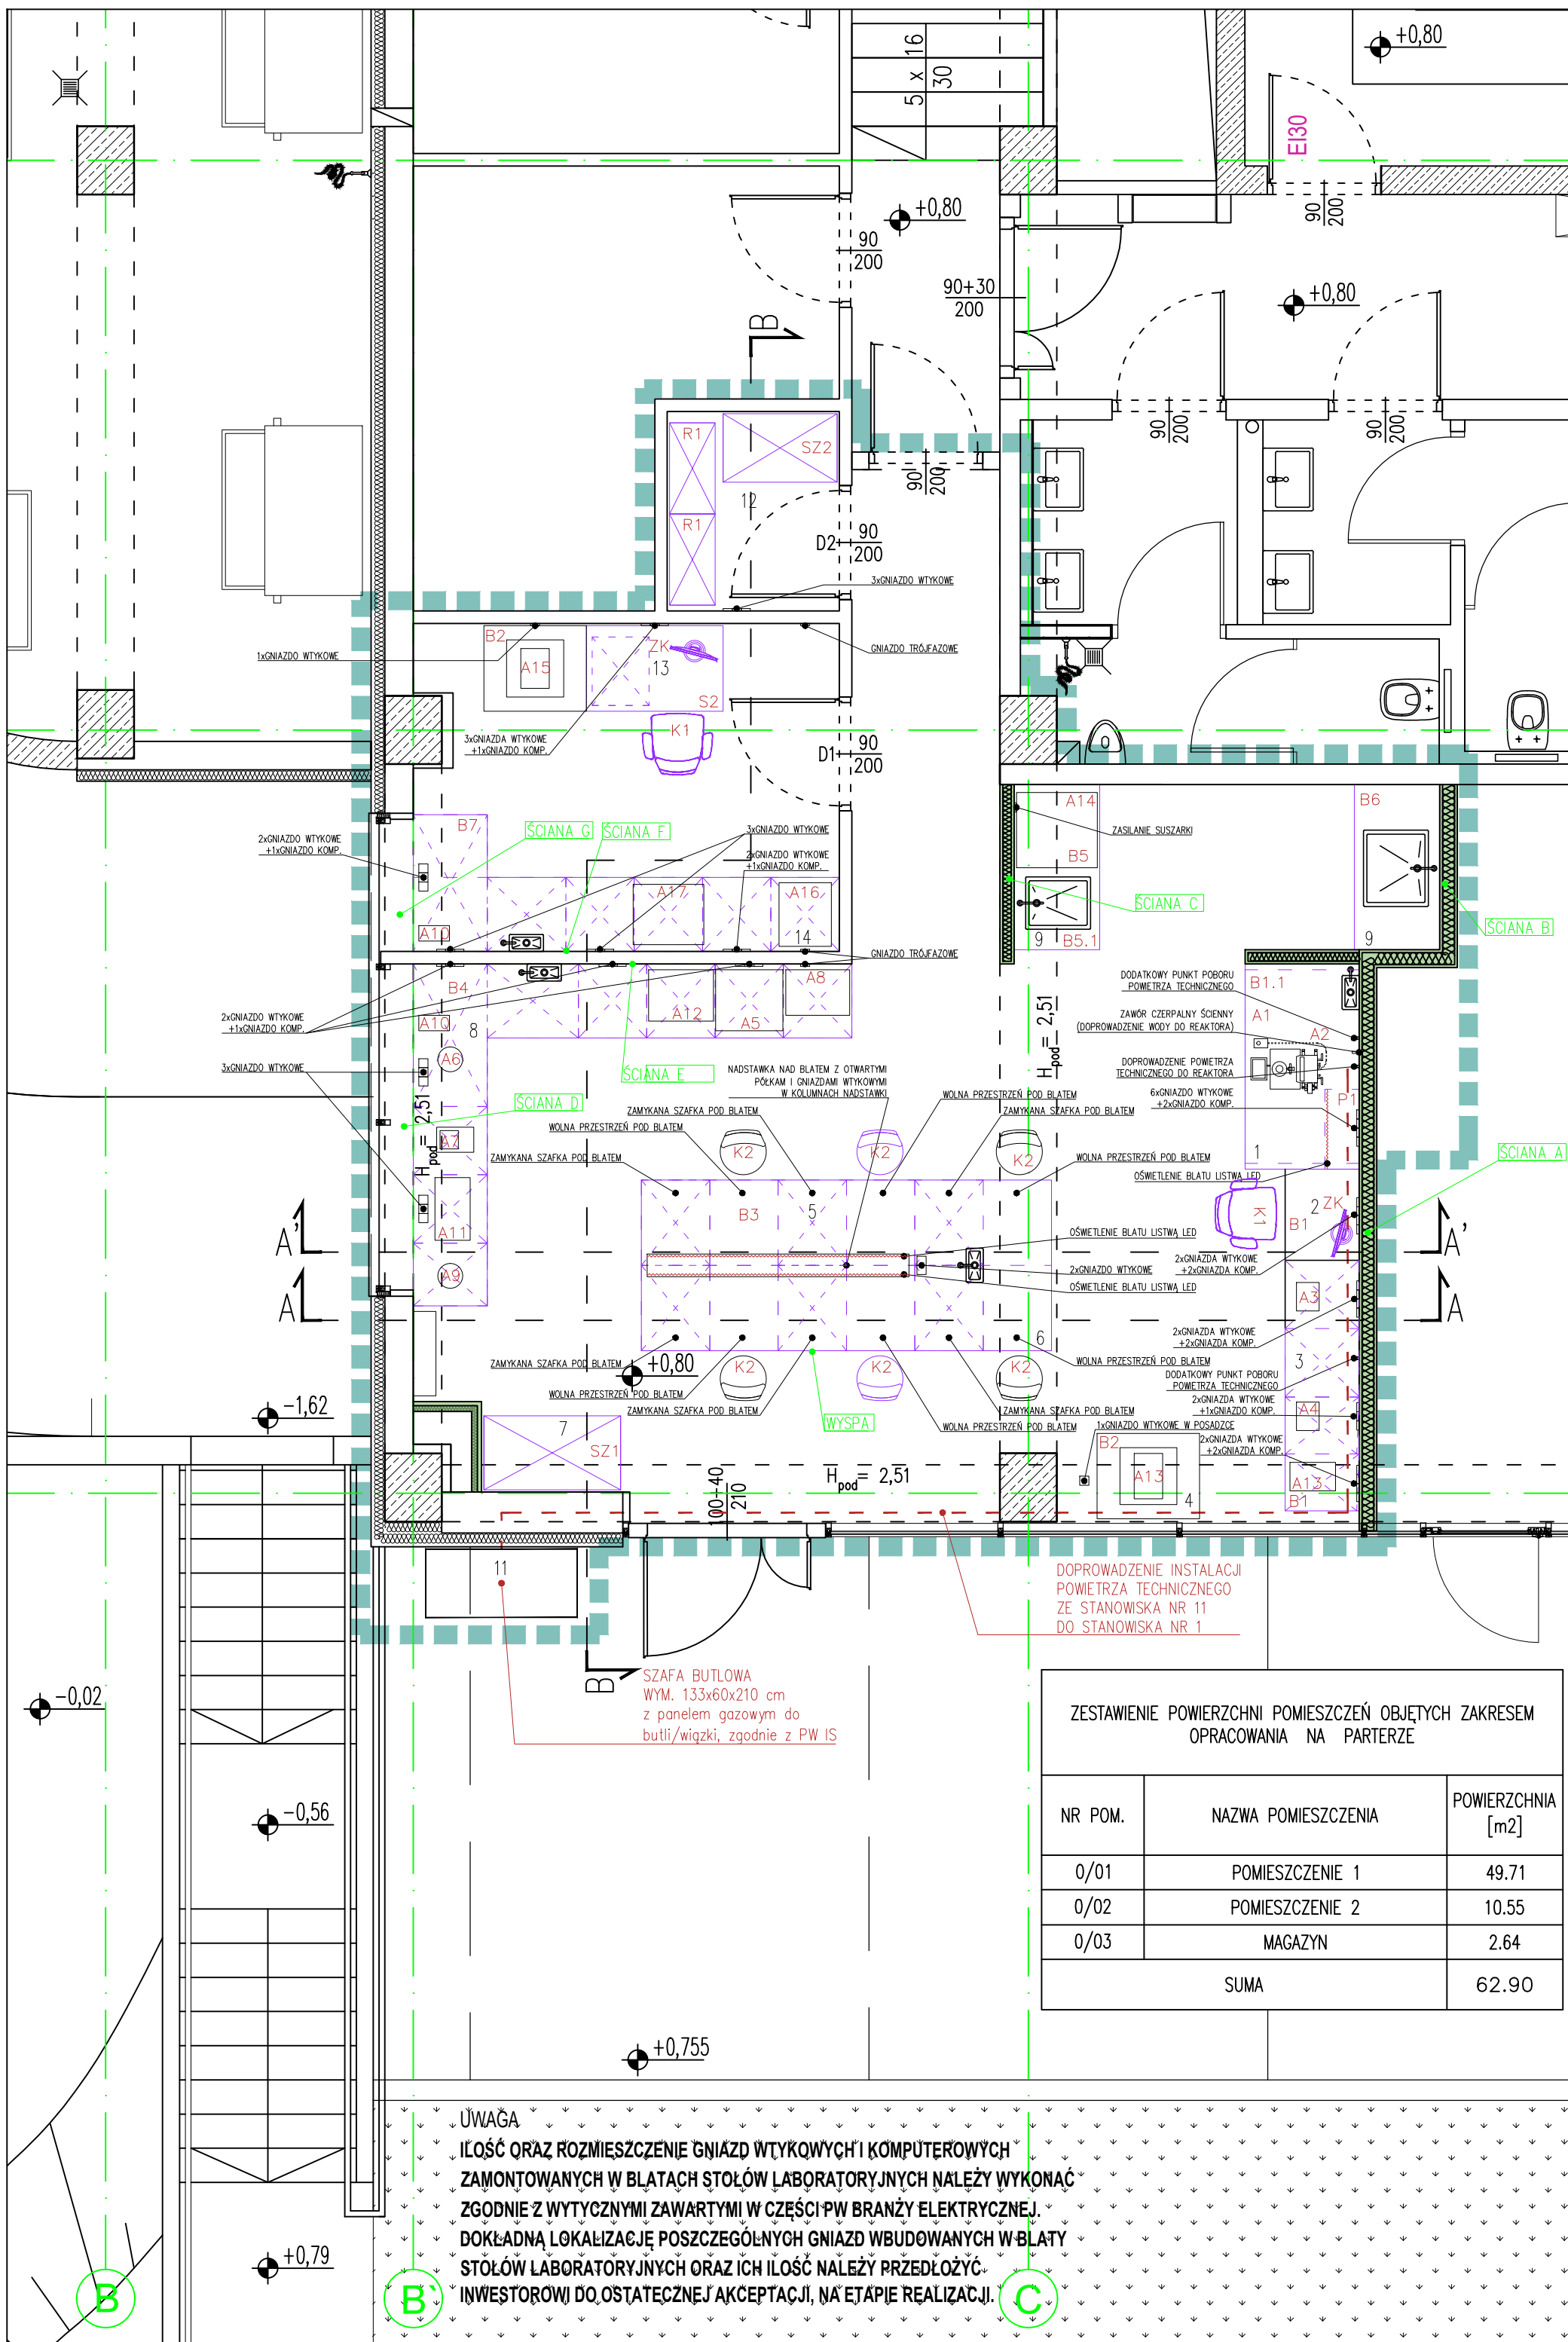 5 x 16
30
+0,80
EI30
90
200
+0,80
90
200
90+30
200
+0,80
B
90
200
90
200
90
200
R1
SZ2
12
R1
D2
90
200
3xGNIAZDO WTYKOWE
B2
A15
ZK
13
S2
1xGNIAZDO WTYKOWE
GNIAZDO TRÓJFAZOWE
K1
3xGNIAZDA WTYKOWE
+1xGNIAZDO KOMP.
D1
90
200
B7
ŚCIANA G
ŚCIANA F
2xGNIAZDO WTYKOWE
+1xGNIAZDO KOMP.
3xGNIAZDO WTYKOWE
2xGNIAZDO WTYKOWE
+1xGNIAZDO KOMP.
A17
A16
A10
14
GNIAZDO TRÓJFAZOWE
A14
ZASILANIE SUSZARKI
B5
B6
ŚCIANA C
ŚCIANA B
9
B5.1
9
B4
A10
8
A12
A5
A8
2xGNIAZDO WTYKOWE
+1xGNIAZDO KOMP.
A6
3xGNIAZDO WTYKOWE
ŚCIANA E
ŚCIANA D
Hpod= 2,51
Hpod= 2,51
A7
A11
A9
NADSTAWKA NAD BLATEM Z OTWARTYMI
PÓŁKAM I GNIAZDAMI WTYKOWYMI
W KOLUMNACH NADSTAWKI
ZAMYKANA SZAFKA POD BLATEM
WOLNA PRZESTRZEŃ POD BLATEM
ZAMYKANA SZAFKA POD BLATEM
WOLNA PRZESTRZEŃ POD BLATEM
ZAMYKANA SZAFKA POD BLATEM
WOLNA PRZESTRZEŃ POD BLATEM
K2
K2
K2
B3
5
DODATKOWY PUNKT POBORU
POWIETRZA TECHNICZNEGO
ZAWÓR CZERPALNY ŚCIENNY
(DOPROWADZENIE WODY DO REAKTORA)
DOPROWADZENIE POWIETRZA
TECHNICZNEGO DO REAKTORA
6xGNIAZDO WTYKOWE
+2xGNIAZDO KOMP.
OŚWIETLENIE BLATU LISTWĄ LED
B1.1
A1
A2
P1
1
ŚCIANA A
2
ZK
K1
B1
OŚWIETLENIE BLATU LISTWĄ LED
2xGNIAZDO WTYKOWE
OŚWIETLENIE BLATU LISTWĄ LED
2xGNIAZDA WTYKOWE
+2xGNIAZDA KOMP.
A'
A
A'
A
A3
2xGNIAZDA WTYKOWE
+2xGNIAZDA KOMP.
3
DODATKOWY PUNKT POBORU
POWIETRZA TECHNICZNEGO
2xGNIAZDA WTYKOWE
+1xGNIAZDO KOMP.
A4
2xGNIAZDA WTYKOWE
+2xGNIAZDA KOMP.
A13
B1
6
ZAMYKANA SZAFKA POD BLATEM
+0,80
WOLNA PRZESTRZEŃ POD BLATEM
ZAMYKANA SZAFKA POD BLATEM
WOLNA PRZESTRZEŃ POD BLATEM
ZAMYKANA SZAFKA POD BLATEM
WOLNA PRZESTRZEŃ POD BLATEM
K2
K2
K2
WYSPA
1xGNIAZDO WTYKOWE W POSADZCE
B2
A13
4
-1,62
7
SZ1
Hpod= 2,51
100+40
210
11
DOPROWADZENIE INSTALACJI
POWIETRZA TECHNICZNEGO
ZE STANOWISKA NR 11
DO STANOWISKA NR 1
B
SZAFA BUTLOWA
WYM. 133x60x210 cm
z panelem gazowym do
butli/wiązki, zgodnie z PW IS
-0,02
-0,56
ZESTAWIENIE POWIERZCHNI POMIESZCZEŃ OBJĘTYCH ZAKRESEM
OPRACOWANIA NA PARTERZE
NR POM. NAZWA POMIESZCZENIA POWIERZCHNIA
[m2]
0/01 POMIESZCZENIE 1 49.71
0/02 POMIESZCZENIE 2 10.55
0/03 MAGAZYN 2.64
SUMA 62.90
+0,755
+0,79
UWAGA
ILOŚĆ ORAZ ROZMIESZCZENIE GNIAZD WTYKOWYCH I KOMPUTEROWYCH
ZAMONTOWANYCH W BLATACH STOŁÓW LABORATORYJNYCH NALEŻY WYKONAĆ
ZGODNIE Z WYTYCZNYMI ZAWARTYMI W CZĘŚCI PW BRANŻY ELEKTRYCZNEJ.
DOKŁADNĄ LOKALIZACJĘ POSZCZEGÓLNYCH GNIAZD WBUDOWANYCH W BLATY
STOŁÓW LABORATORYJNYCH ORAZ ICH ILOŚĆ NALEŻY PRZEDŁOŻYĆ
INWESTOROWI DO OSTATECZNEJ AKCEPTACJI, NA ETAPIE REALIZACJI.
B
B`
C